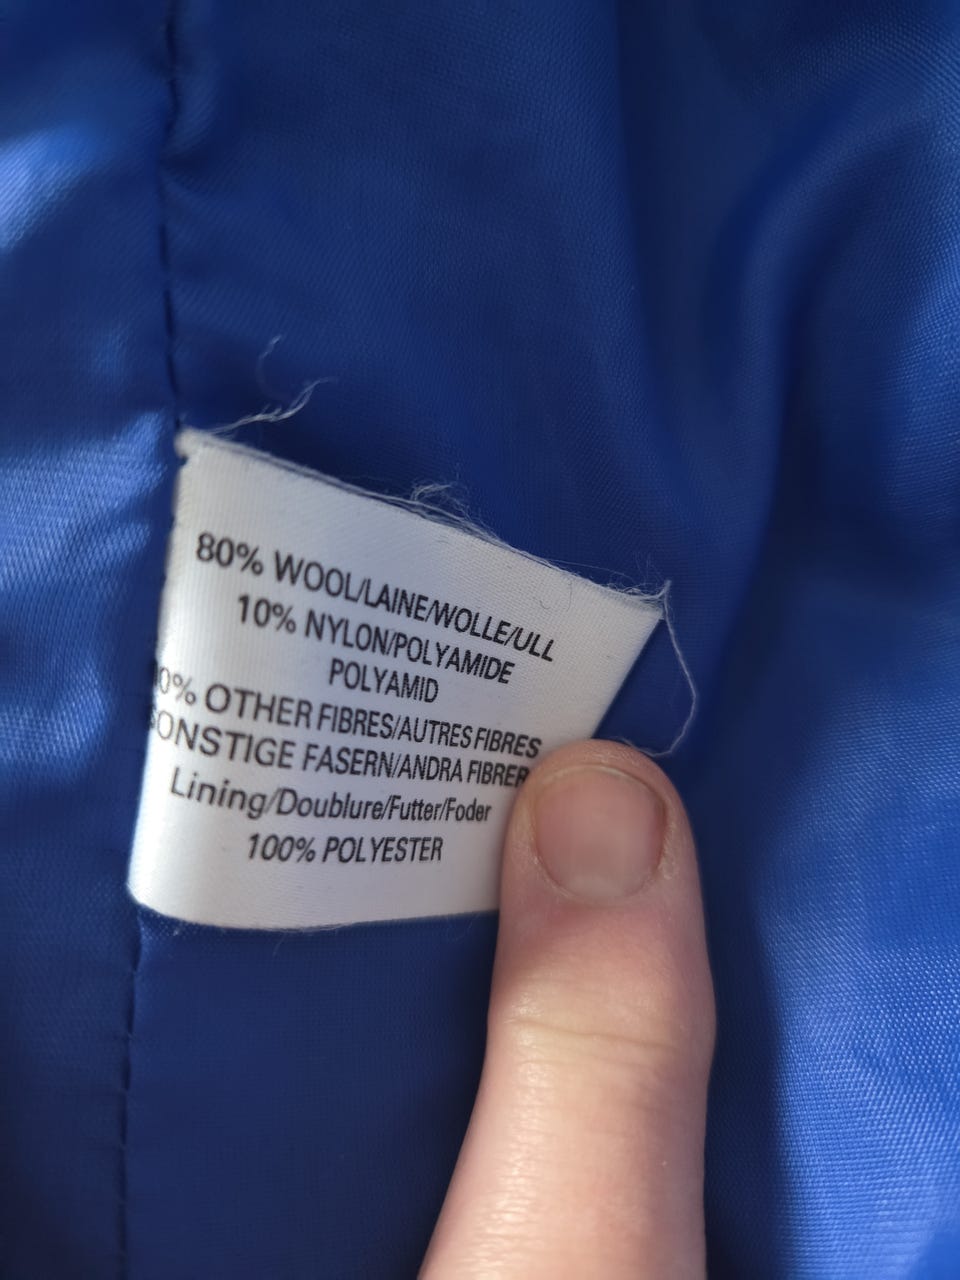 80% WOOL/LAINE/WOLLE/ULL
10% NYLON/POLYAMIDE
POLYAMID
0% OTHER FIBRES/AUTRES FIBRES
SONSTIGE FASERN/ANDRA FIBRER
Lining/Doublure/Futter/Foder
100% POLYESTER